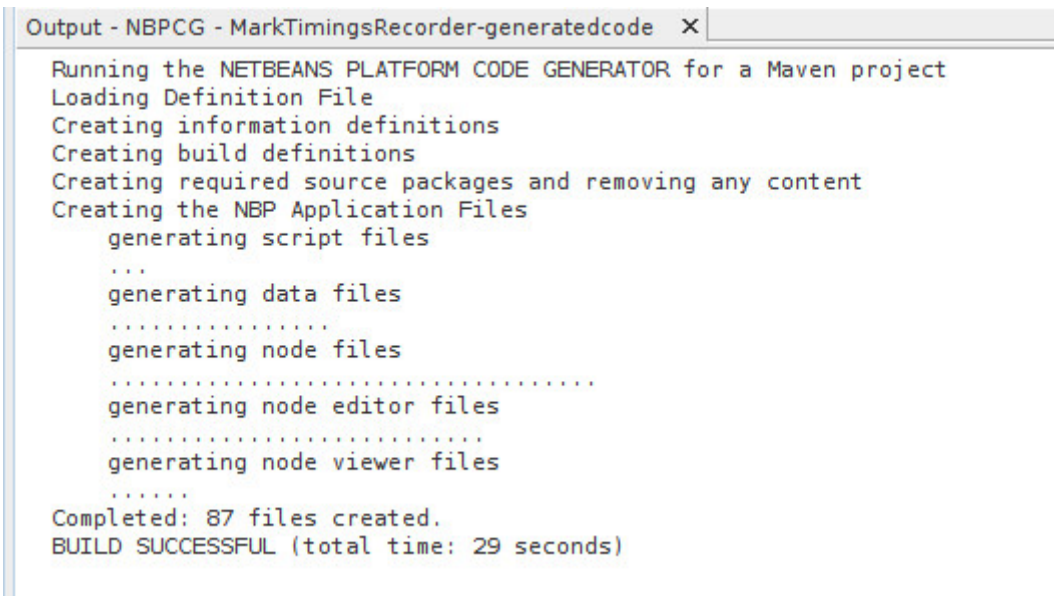 Output - NBPCG - MarkTimingsRecorder-generatedcode ×
Running the NETBEANS PLATFORM CODE GENERATOR for a Maven project
Loading Definition File
Creating information definitions
Creating build definitions
Creating required source packages and removing any content
Creating the NBP Application Files
generating script files
...
generating data files
................
generating node files
...................................
generating node editor files
...........................
generating node viewer files
......
Completed: 87 files created.
BUILD SUCCESSFUL (total time: 29 seconds)